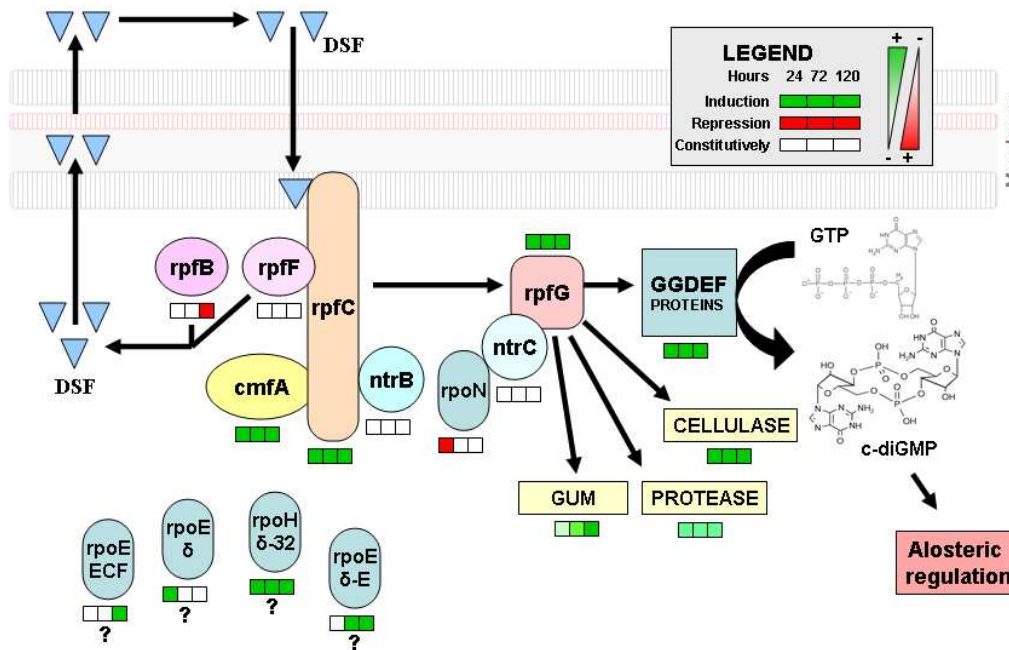 DSF
LEGEND
+ -
Hours 24 72 120
Induction
Repression
Constitutively
- +
rpfB
rpfF
rpfC
rpfG
GGDEF
PROTEINS
GTP
DSF
cmfA
ntrB
rpoN
ntrC
CELLULASE
c-diGMP
GUM
PROTEASE
rpoE
ECF
?
rpoE
δ
?
rpoH
δ-32
?
rpoE
δ-E
?
Alosteric
regulation